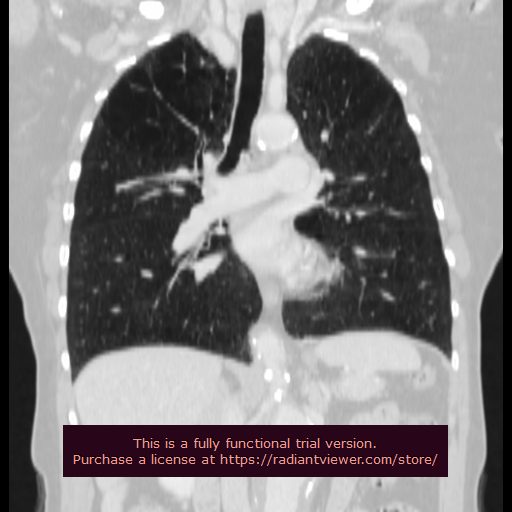 This is a fully functional trial version.
Purchase a license at https://radiantviewer.com/store/